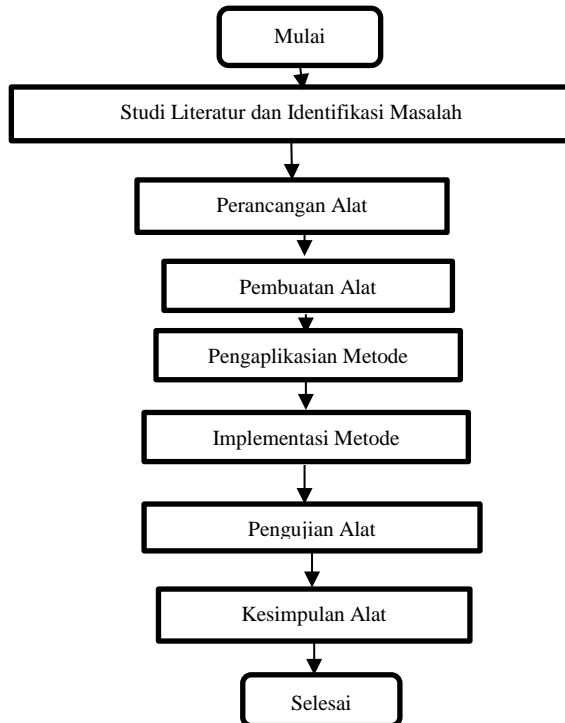 Mulai
Studi Literatur dan Identifikasi Masalah
Perancangan Alat
Pembuatan Alat
Pengaplikasian Metode
Implementasi Metode
Pengujian Alat
Kesimpulan Alat
Selesai